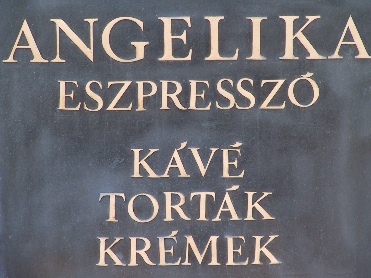 ANGELIKA
ESZPRESSZÓ
KÁVÉ
TORTÁK
KRÉMEK